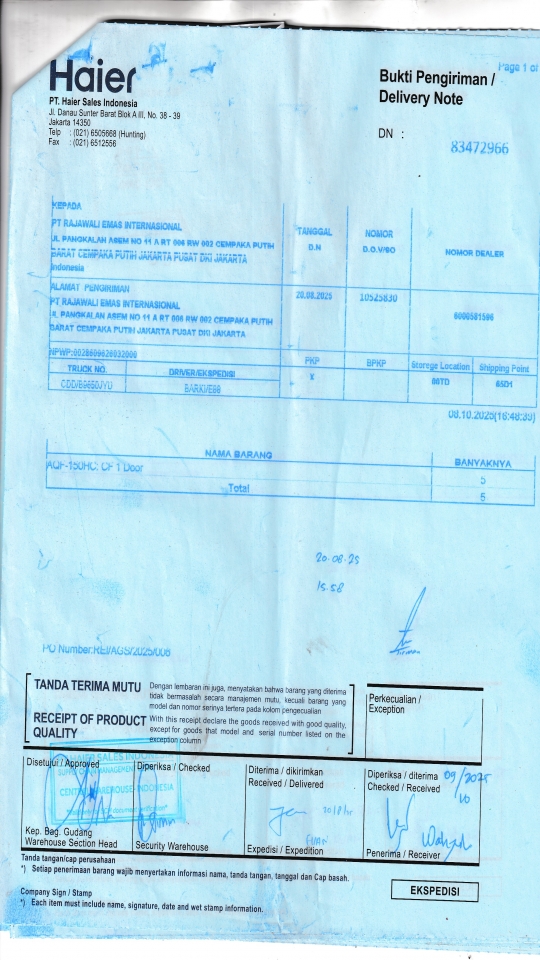 Page 1 of
Haier
PT. Haier Sales Indonesia
Jl. Danau Sunter Barat Blok A III, No. 38 - 39
Jakarta 14350
Telp : (021) 6505668 (Hunting)
Fax : (021) 6512556
Bukti Pengiriman /
Delivery Note
DN :
83472966
KEPADA
PT RAJAWALI EMAS INTERNASIONAL
JL PANGKALAN ASEM NO 11 A RT 006 RW 002 CEMPAKA PUTIH
BARAT CEMPAKA PUTIH JAKARTA PUSAT DKI JAKARTA
Indonesia
TANGGAL
D.N
NOMOR
D.O.V/SO
NOMOR DEALER
ALAMAT PENGIRIMAN
PT RAJAWALI EMAS INTERNASIONAL
JL PANGKALAN ASEM NO 11 A RT 006 RW 002 CEMPAKA PUTIH
BARAT CEMPAKA PUTIH JAKARTA PUSAT DKI JAKARTA
20.08.2025
10525830
NPWP:0028609626032000
TRUCK NO.
DRIVER/EKSPEDISI
PKP
BPKP
Storege Location
Shipping Point
X
08.10.2025(16:48:39)
NAMA BARANG
BANYAKNYA
AQF-150HC: CF 1 Door
5
Total
5
20.08.25
15.58
PO Number:REI/AGS/2025/008
TANDA TERIMA MUTU
Dengan lembaran ini juga, menyatakan bahwa barang yang diterima
tidak bermasalah secara manajemen mutu, kecuali barang yang
model dan nomor serinya tertera pada kolom pengecualian
RECEIPT OF PRODUCT
QUALITY
With this receipt declare the goods received with good quality,
except for goods that model and serial number listed on the
exception column
Perkecualian /
Exception
Disetujui / Approved
Diperiksa / Checked
Diterima / dikirimkan
Received / Delivered
Diperiksa / diterima
Checked / Received
09/2025
10
Kep. Bag. Gudang
Warehouse Section Head
Security Warehouse
Expedisi / Expedition
Penerima / Receiver
Tanda tangan/cap perusahaan
*) Setiap penerimaan barang wajib menyertakan informasi nama, tanda tangan, tanggal dan Cap basah.
EKSPEDISI
Company Sign / Stamp
*) Each item must include name, signature, date and wet stamp information.